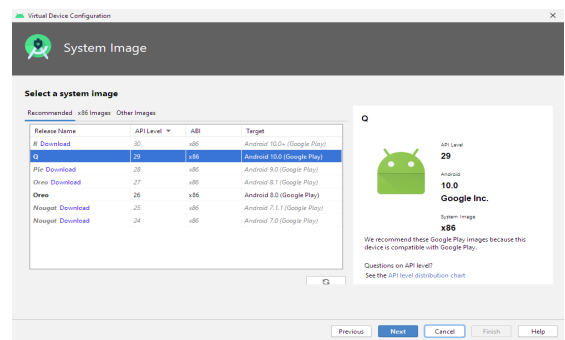 Virtual Device Configuration
System Image
Select a system image
Recommended x86 Images Other Images
Release Name API Level ABI Target
R Download 30 x86 Android 10.0+ (Google Play)
Q 29 x86 Android 10.0 (Google Play)
Pie Download 28 x86 Android 9.0 (Google Play)
Oreo Download 27 x86 Android 8.1 (Google Play)
Oreo 26 x86 Android 8.0 (Google Play)
Nougat Download 25 x86 Android 7.1.1 (Google Play)
Nougat Download 24 x86 Android 7.0 (Google Play)
Q
API Level
29
Android
10.0
Google Inc.
System Image
x86
We recommend these Google Play images because this
device is compatible with Google Play.
Questions on API level?
See the API level distribution chart
Previous Next Cancel Finish Help